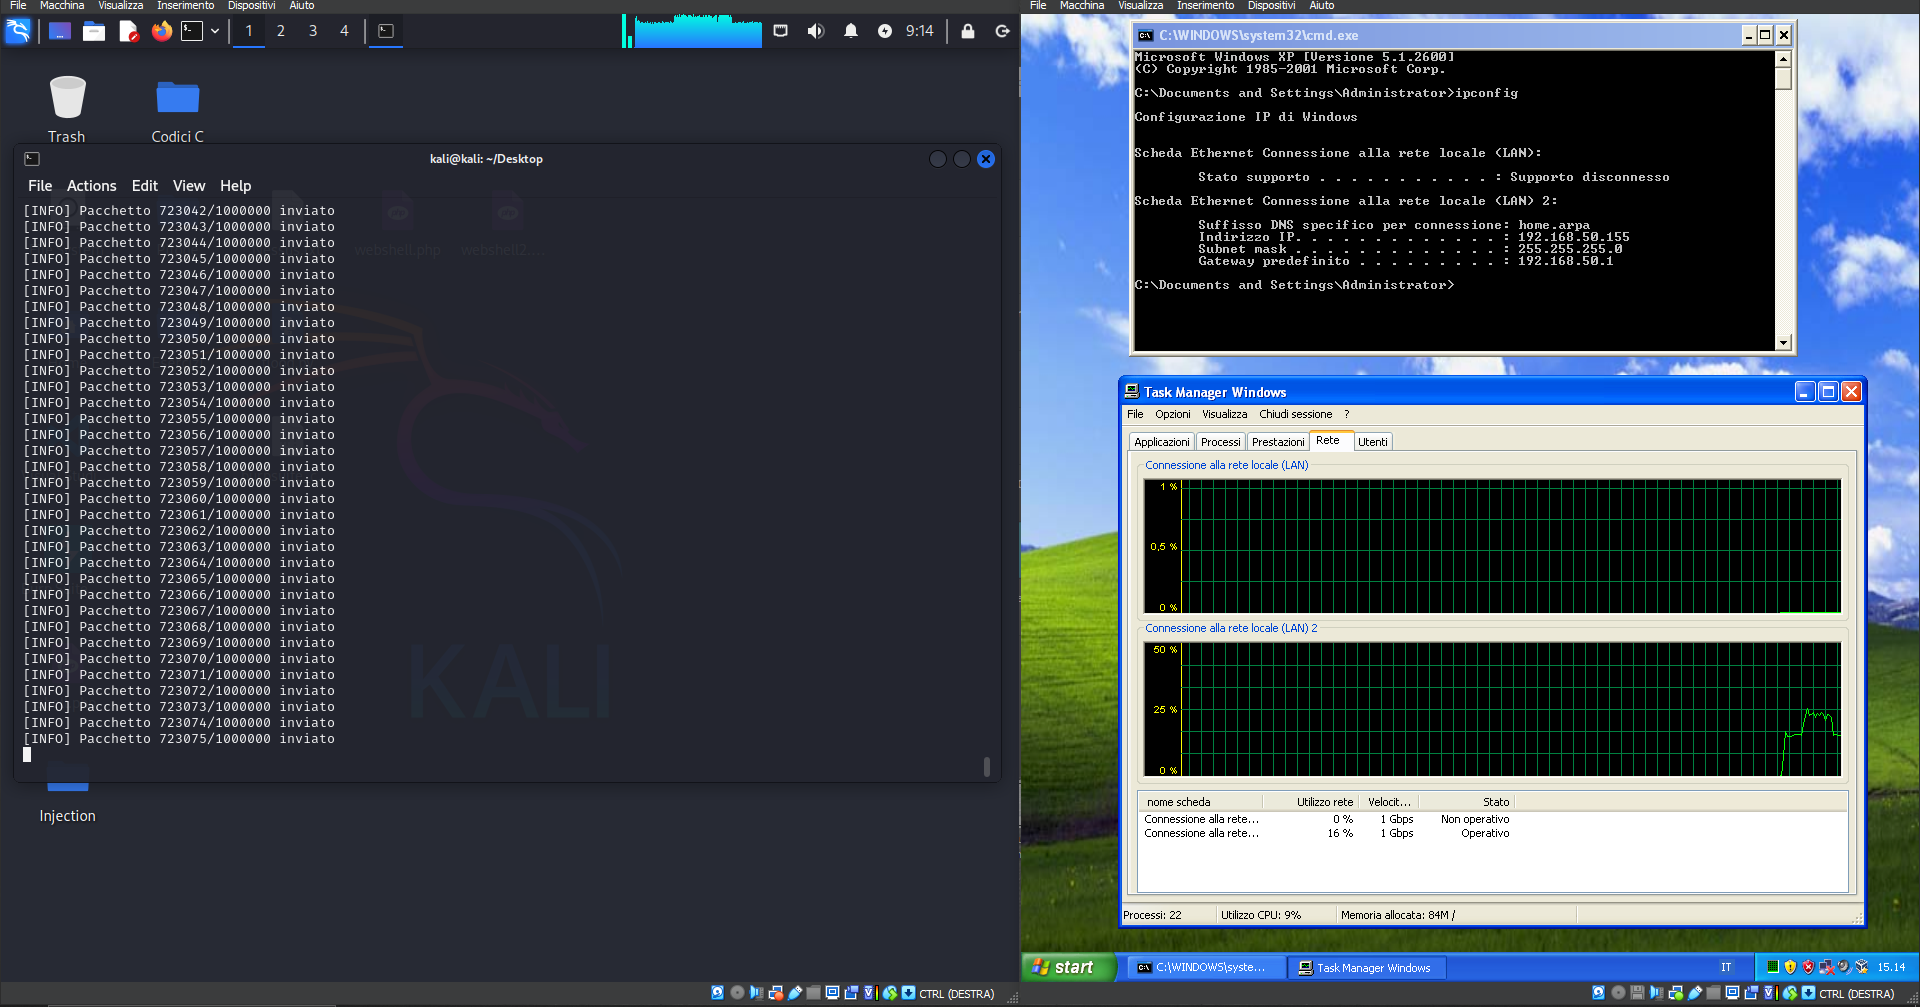 File Macchina Visualizza Inserimento Dispositivi Aiuto
1 2 3 4 9:14
Trash
Codici C
kali@kali: ~/Desktop
File Actions Edit View Help
webshell.php webshell2....
[INFO] Pacchetto 723042/1000000 inviato
[INFO] Pacchetto 723043/1000000 inviato
[INFO] Pacchetto 723044/1000000 inviato
[INFO] Pacchetto 723045/1000000 inviato
[INFO] Pacchetto 723046/1000000 inviato
[INFO] Pacchetto 723047/1000000 inviato
[INFO] Pacchetto 723048/1000000 inviato
[INFO] Pacchetto 723049/1000000 inviato
[INFO] Pacchetto 723050/1000000 inviato
[INFO] Pacchetto 723051/1000000 inviato
[INFO] Pacchetto 723052/1000000 inviato
[INFO] Pacchetto 723053/1000000 inviato
[INFO] Pacchetto 723054/1000000 inviato
[INFO] Pacchetto 723055/1000000 inviato
[INFO] Pacchetto 723056/1000000 inviato
[INFO] Pacchetto 723057/1000000 inviato
[INFO] Pacchetto 723058/1000000 inviato
[INFO] Pacchetto 723059/1000000 inviato
[INFO] Pacchetto 723060/1000000 inviato
[INFO] Pacchetto 723061/1000000 inviato
[INFO] Pacchetto 723062/1000000 inviato
[INFO] Pacchetto 723063/1000000 inviato
[INFO] Pacchetto 723064/1000000 inviato
[INFO] Pacchetto 723065/1000000 inviato
[INFO] Pacchetto 723066/1000000 inviato
[INFO] Pacchetto 723067/1000000 inviato
[INFO] Pacchetto 723068/1000000 inviato
[INFO] Pacchetto 723069/1000000 inviato
[INFO] Pacchetto 723070/1000000 inviato
[INFO] Pacchetto 723071/1000000 inviato
[INFO] Pacchetto 723072/1000000 inviato
[INFO] Pacchetto 723073/1000000 inviato
[INFO] Pacchetto 723074/1000000 inviato
[INFO] Pacchetto 723075/1000000 inviato
KALI
Injection
CTRL (DESTRA)
File Macchina Visualizza Inserimento Dispositivi Aiuto
C:\WINDOWS\system32\cmd.exe
Microsoft Windows XP [Versione 5.1.2600]
(C) Copyright 1985-2001 Microsoft Corp.
C:\Documents and Settings\Administrator>ipconfig
Configurazione IP di Windows
Scheda Ethernet Connessione alla rete locale (LAN):
Stato supporto . . . . . . . . . . . : Supporto disconnesso
Scheda Ethernet Connessione alla rete locale (LAN) 2:
Suffisso DNS specifico per connessione: home.arpa
Indirizzo IP. . . . . . . . . . . . . : 192.168.50.155
Subnet mask . . . . . . . . . . . . . : 255.255.255.0
Gateway predefinito . . . . . . . . . : 192.168.50.1
C:\Documents and Settings\Administrator>
Task Manager Windows
File Opzioni Visualizza Chiudi sessione ?
Applicazioni Processi Prestazioni Rete Utenti
Connessione alla rete locale (LAN)
1 %
0,5 %
0 %
Connessione alla rete locale (LAN) 2
50 %
25 %
0 %
nome scheda Utilizzo rete Velocit... Stato
Connessione alla rete... 0 % 1 Gbps Non operativo
Connessione alla rete... 16 % 1 Gbps Operativo
Processi: 22 Utilizzo CPU: 9% Memoria allocata: 84M /
start C:\WINDOWS\syste... Task Manager Windows IT 15.14
CTRL (DESTRA)